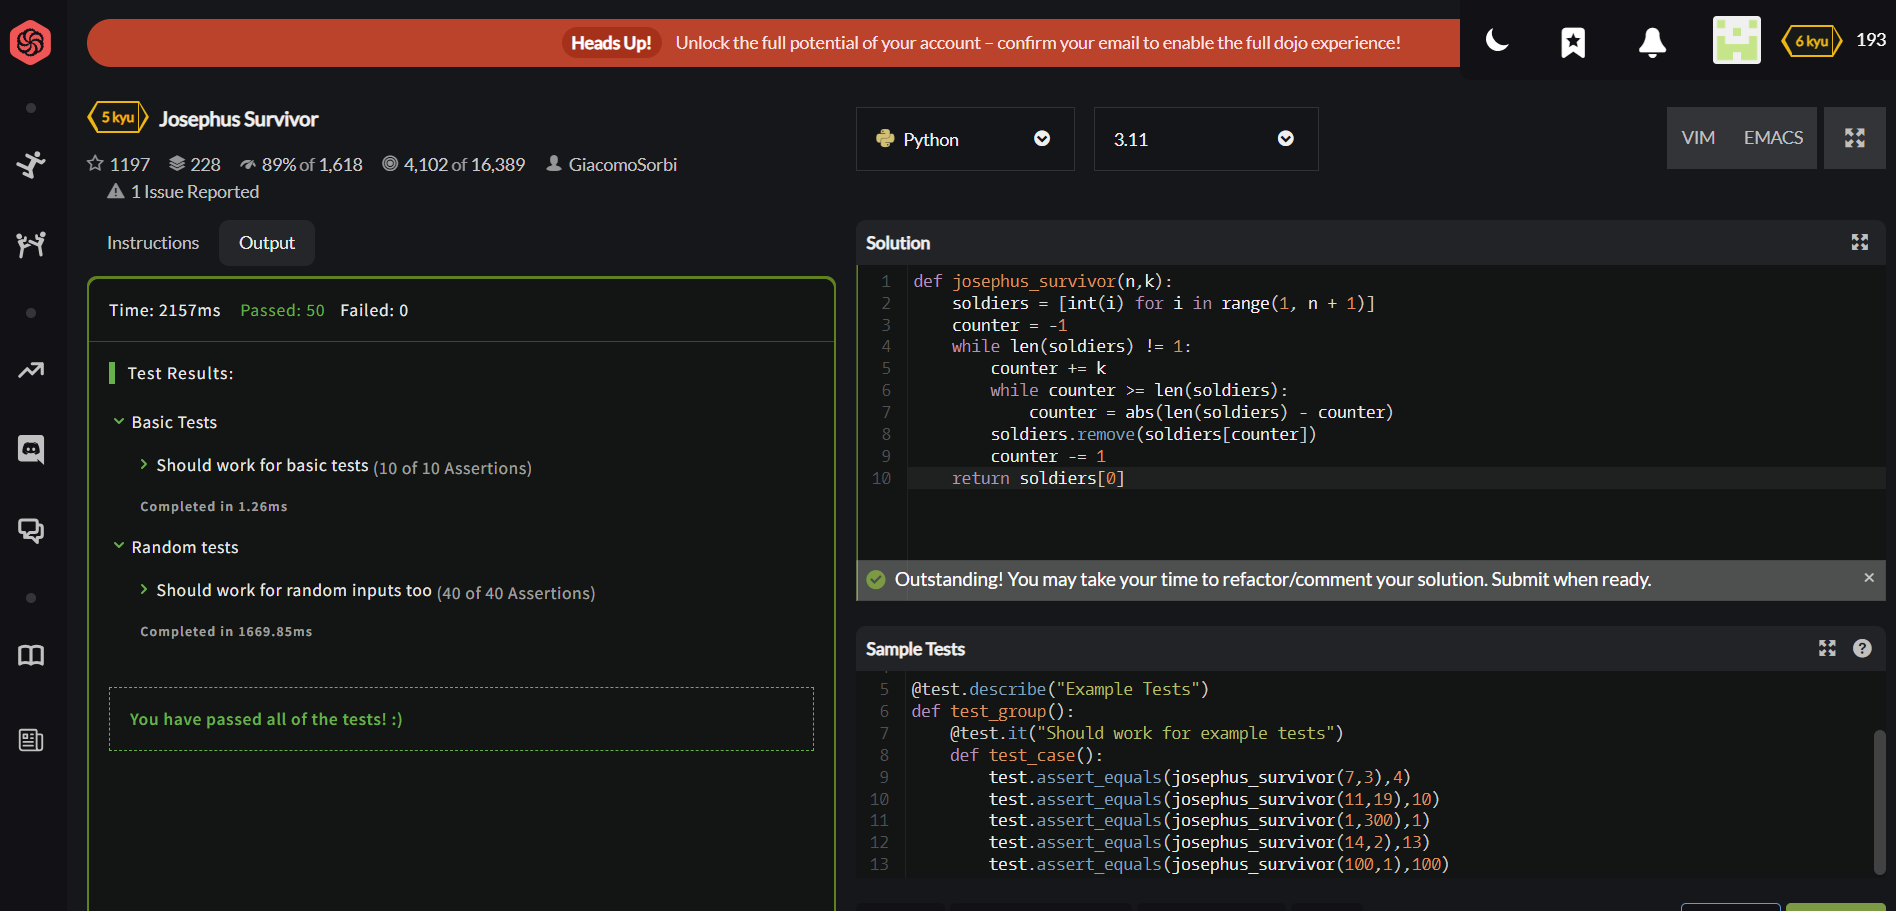 Heads Up! Unlock the full potential of your account – confirm your email to enable the full dojo experience!
6 kyu 193
5 kyu Josephus Survivor
1197 228 89% of 1,618 4,102 of 16,389 GiacomoSorbi
1 Issue Reported
Instructions Output
Time: 2157ms Passed: 50 Failed: 0
Test Results:
Basic Tests
Should work for basic tests (10 of 10 Assertions)
Completed in 1.26ms
Random tests
Should work for random inputs too (40 of 40 Assertions)
Completed in 1669.85ms
You have passed all of the tests! :)
Python 3.11 VIM EMACS
Solution
1 def josephus_survivor(n,k):
2     soldiers = [int(i) for i in range(1, n + 1)]
3     counter = -1
4     while len(soldiers) != 1:
5         counter += k
6         while counter >= len(soldiers):
7             counter = abs(len(soldiers) - counter)
8         soldiers.remove(soldiers[counter])
9         counter -= 1
10     return soldiers[0]
Outstanding! You may take your time to refactor/comment your solution. Submit when ready. ×
Sample Tests ?
5 @test.describe("Example Tests")
6 def test_group():
7     @test.it("Should work for example tests")
8     def test_case():
9         test.assert_equals(josephus_survivor(7,3),4)
10         test.assert_equals(josephus_survivor(11,19),10)
11         test.assert_equals(josephus_survivor(1,300),1)
12         test.assert_equals(josephus_survivor(14,2),13)
13         test.assert_equals(josephus_survivor(100,1),100)